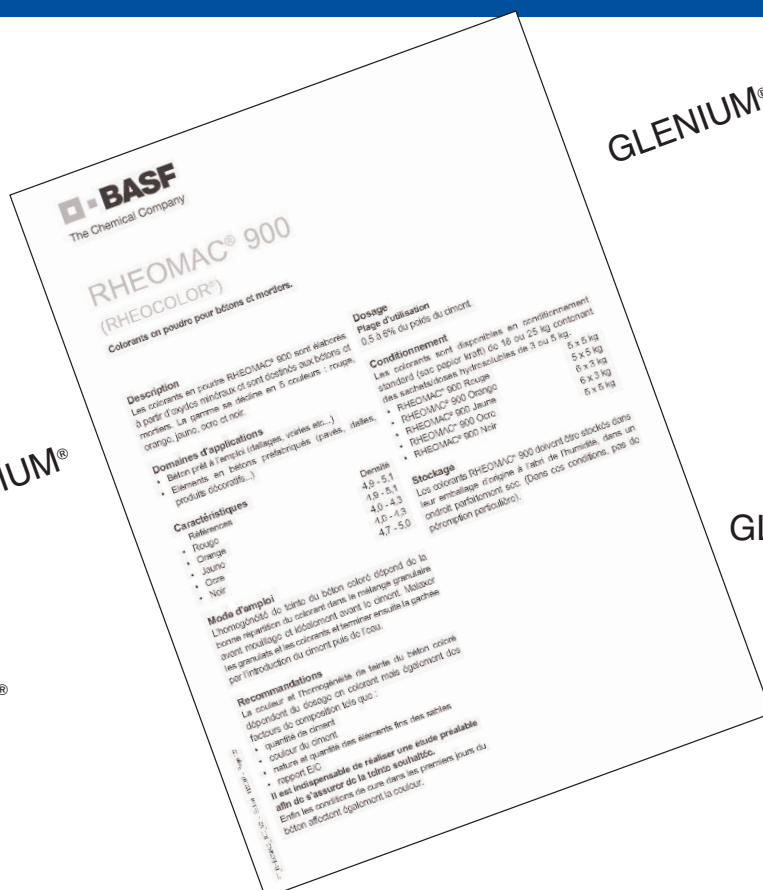 GLENIUM®
BASF
The Chemical Company
RHEOMAC® 900
(RHEOCOLOR®)
Colorants en poudre pour bétons et mortiers.
Description
Les colorants en poudre RHEOMAC® 900 sont élaborés
à partir d'oxydes minéraux et sont destinés aux bétons et
mortiers. La gamme se décline en 5 couleurs : rouge,
orange, jaune, ocre et noir.
Domaines d'applications
• Béton prêt à l'emploi (dallages, voiries etc...)
• Eléments en bétons préfabriqués (pavés, dalles,
produits décoratifs...)
Caractéristiques
Références Densité
• Rouge 4,9 - 5,1
• Orange 4,9 - 5,1
• Jaune 4,0 - 4,3
• Ocre 4,0 - 4,3
• Noir 4,7 - 5,0
Mode d'emploi
L'homogénéité de teinte du béton coloré dépend de la
bonne répartition du colorant dans le mélange granulaire
avant mouillage et idéalement avant le ciment. Malaxer
les granulats et les colorants et terminer ensuite la gachée
par l'introduction du ciment puis de l'eau.
Recommandations
La couleur et l'homogénéité de teinte du béton coloré
dépendent du dosage en colorant mais également des
facteurs de composition tels que :
• quantité de ciment
• couleur du ciment
• nature et quantité des éléments fins des sables
• rapport E/C
Il est indispensable de réaliser une étude préalable
afin de s'assurer de la teinte souhaitée.
Enfin les conditions de cure dans les premiers jours du
béton affectent également la couleur.
Dosage
Plage d'utilisation
0,5 à 6% du poids du ciment.
Conditionnement
Les colorants sont disponibles en conditionnement
standard (sac papier kraft) de 18 ou 25 kg contenant
des sachets/doses hydrosolubles de 3 ou 5 kg.
• RHEOMAC® 900 Rouge 5 x 5 kg
• RHEOMAC® 900 Orange 5 x 5 kg
• RHEOMAC® 900 Jaune 6 x 3 kg
• RHEOMAC® 900 Ocre 6 x 3 kg
• RHEOMAC® 900 Noir 5 x 5 kg
Stockage
Les colorants RHEOMAC® 900 doivent être stockés dans
leur emballage d'origine à l'abri de l'humidité, dans un
endroit parfaitement sec. (Dans ces conditions, pas de
péremption particulière).
IUM®
GL
®